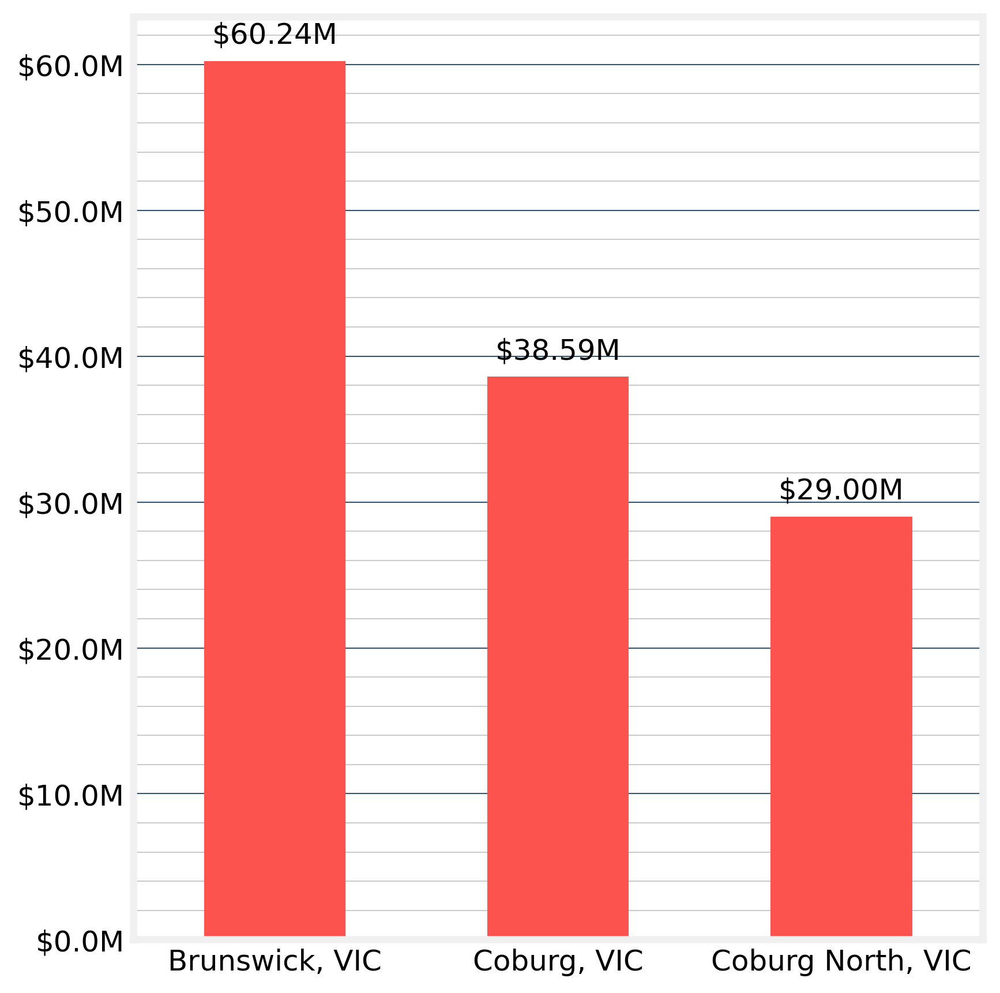 $60.24M
$60.0M
$50.0M
$40.0M
$38.59M
$30.0M
$29.00M
$20.0M
$10.0M
$0.0M
Brunswick, VIC
Coburg, VIC
Coburg North, VIC